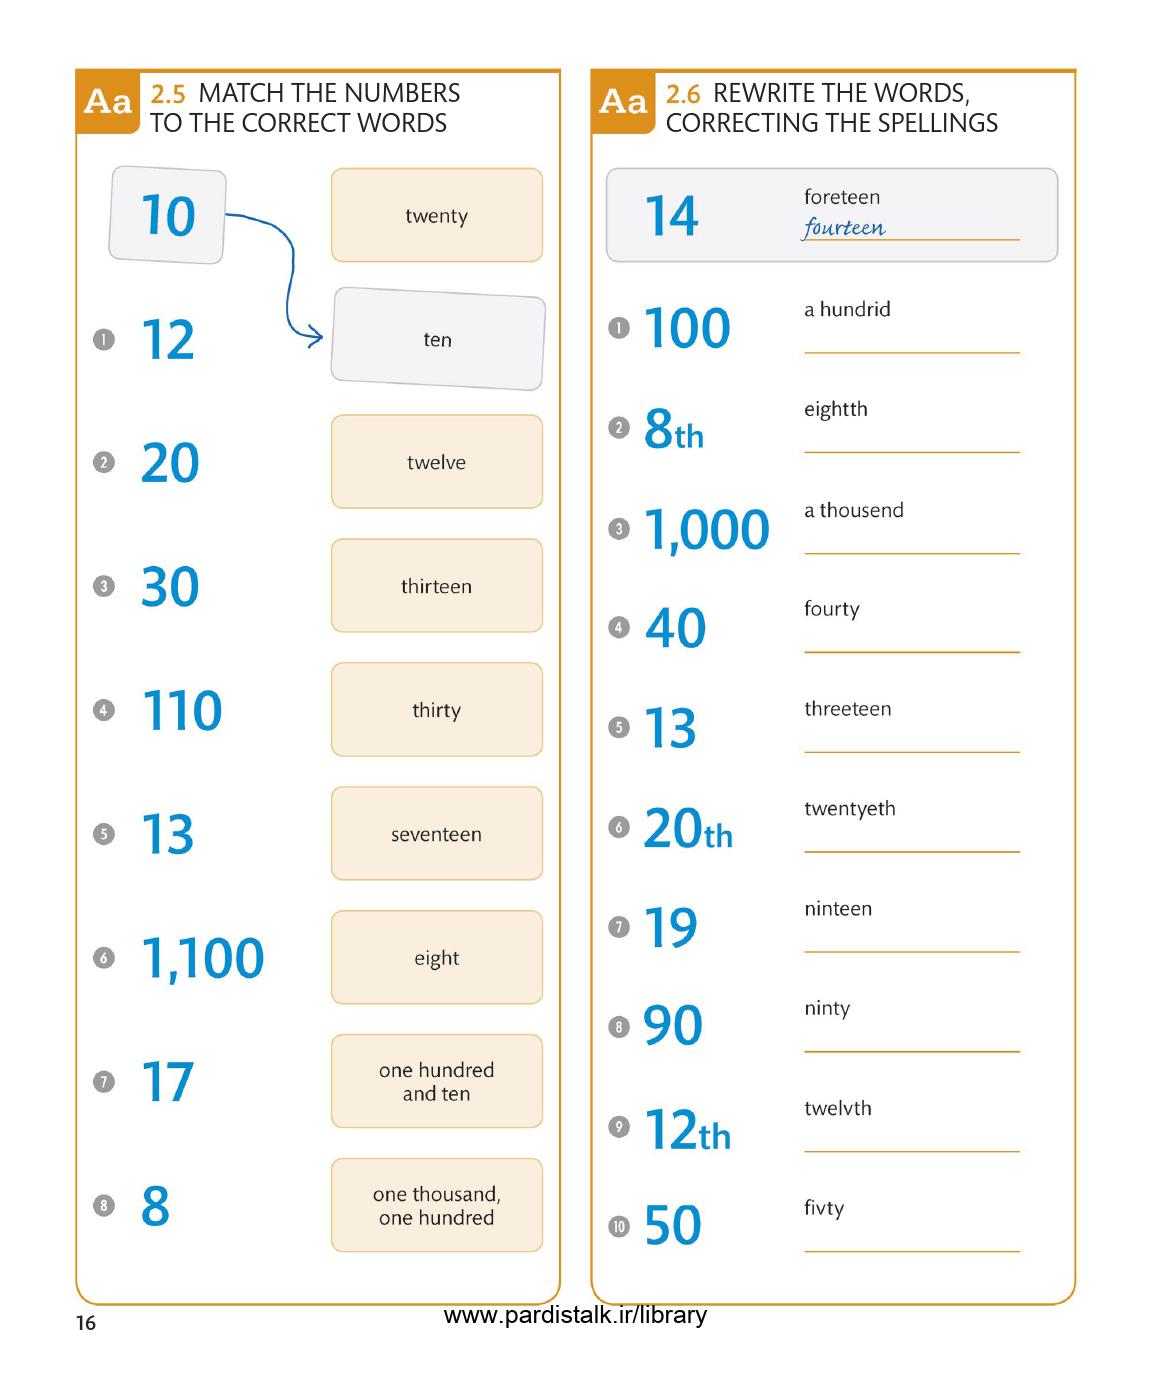 Aa 2.5 MATCH THE NUMBERS
TO THE CORRECT WORDS
10
twenty
ten
1 12
twelve
2 20
thirteen
3 30
thirty
4 110
seventeen
5 13
eight
6 1,100
one hundred
and ten
7 17
one thousand,
one hundred
8 8
Aa 2.6 REWRITE THE WORDS,
CORRECTING THE SPELLINGS
14 foreteen
fourteen
1 100 a hundrid
2 8th eightth
3 1,000 a thousend
4 40 fourty
5 13 threeteen
6 20th twentyeth
7 19 ninteen
8 90 ninty
9 12th twelvth
10 50 fivty
16
www.pardistalk.ir/library